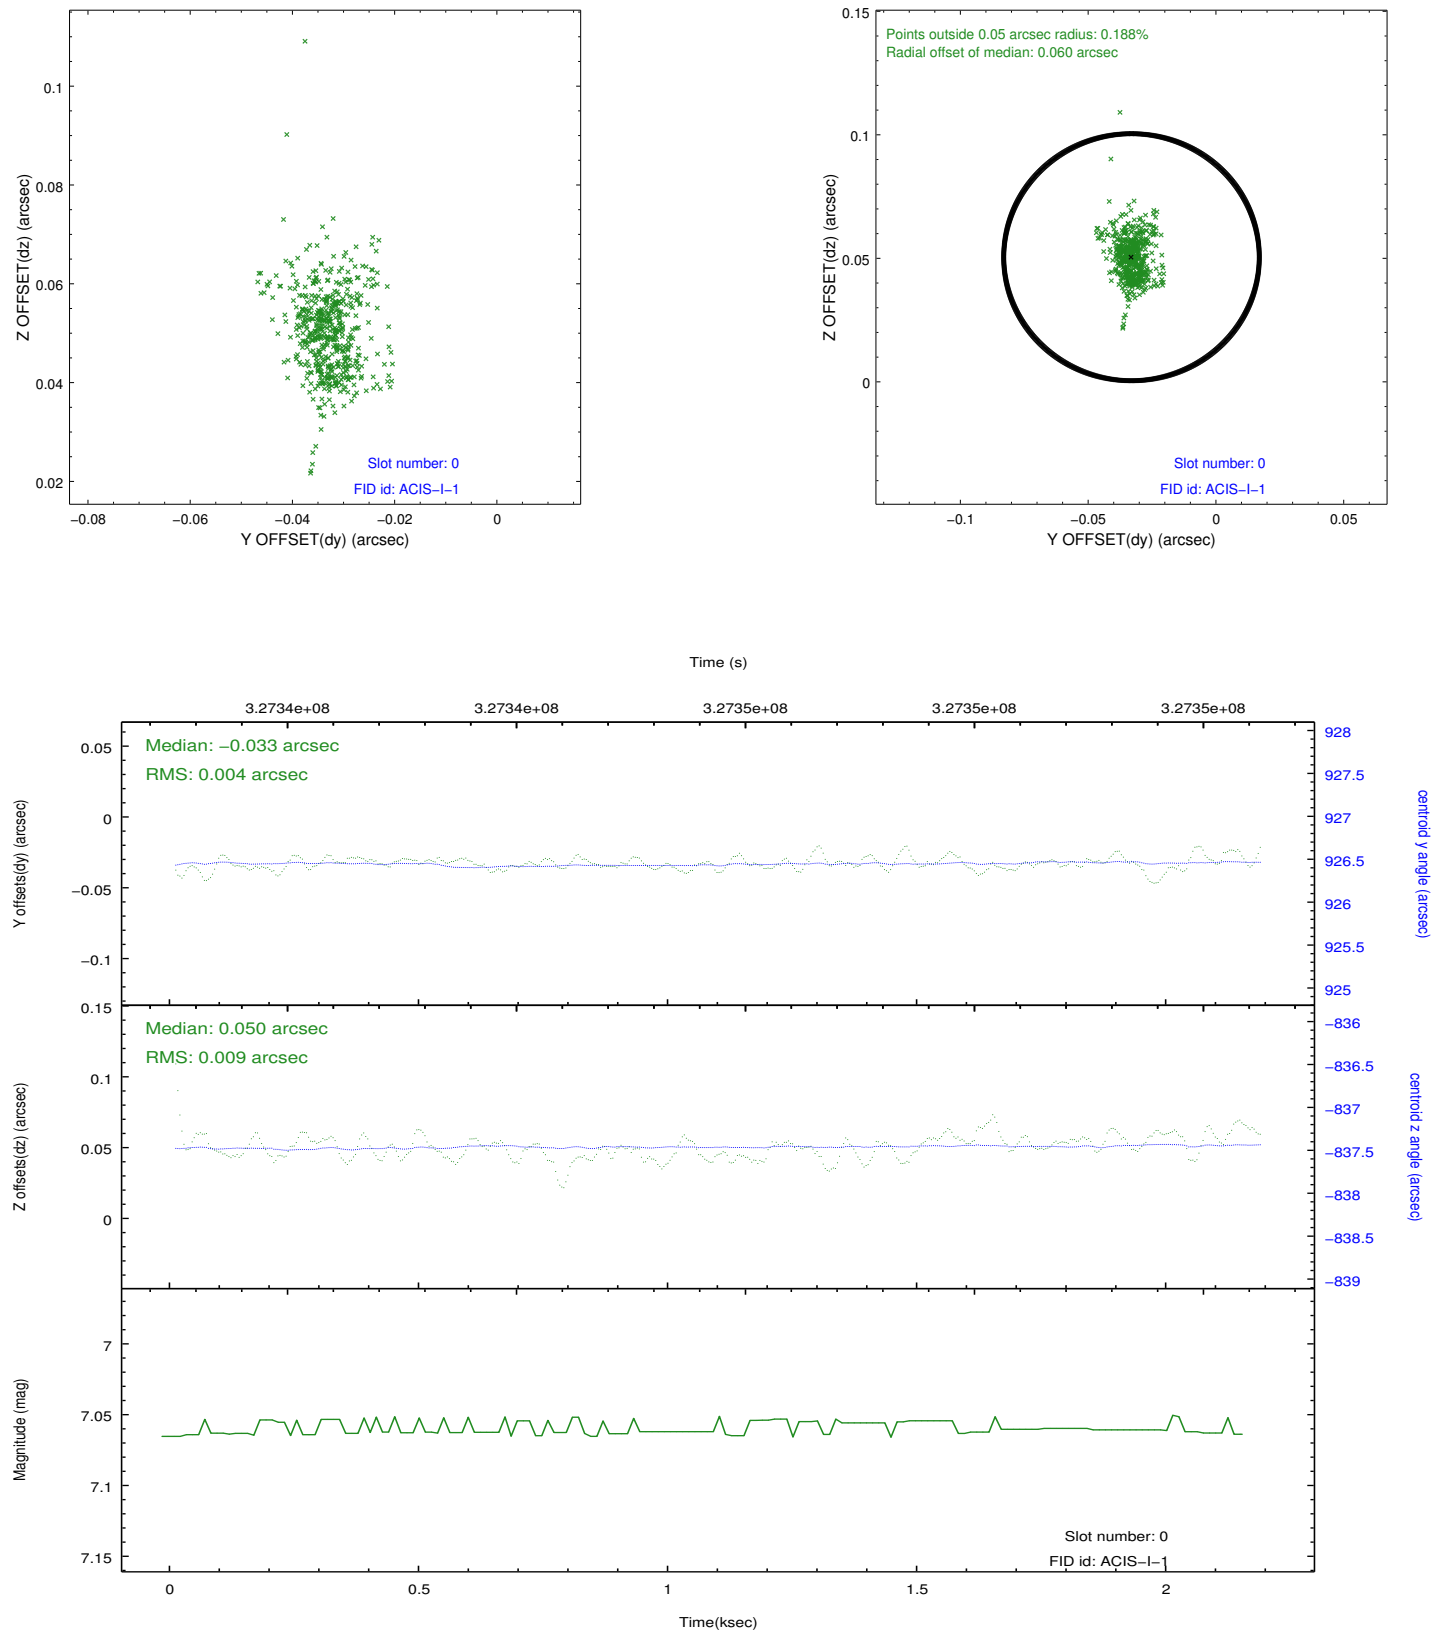 0.1
0.08
0.06
0.04
0.02
Z OFFSET(dz) (arcsec)
Slot number: 0
FID id: ACIS−I−1
−0.08
−0.06
−0.04
−0.02
0
Y OFFSET(dy) (arcsec)
0.15
0.1
0.05
0
Z OFFSET(dz) (arcsec)
Points outside 0.05 arcsec radius: 0.188%
Radial offset of median: 0.060 arcsec
Slot number: 0
FID id: ACIS−I−1
−0.1
−0.05
0
0.05
Y OFFSET(dy) (arcsec)
Time (s)
3.2734e+08
3.2734e+08
3.2735e+08
3.2735e+08
3.2735e+08
Median: −0.033 arcsec
RMS: 0.004 arcsec
0.05
0
−0.05
−0.1
Y offsets(dy) (arcsec)
928
927.5
927
926.5
926
925.5
925
centroid y angle (arcsec)
Median: 0.050 arcsec
RMS: 0.009 arcsec
0.15
0.1
0.05
0
Z offsets(dz) (arcsec)
−836
−836.5
−837
−837.5
−838
−838.5
−839
centroid z angle (arcsec)
7
7.05
7.1
7.15
Magnitude (mag)
Slot number: 0
FID id: ACIS−I−1
0
0.5
1
1.5
2
Time(ksec)